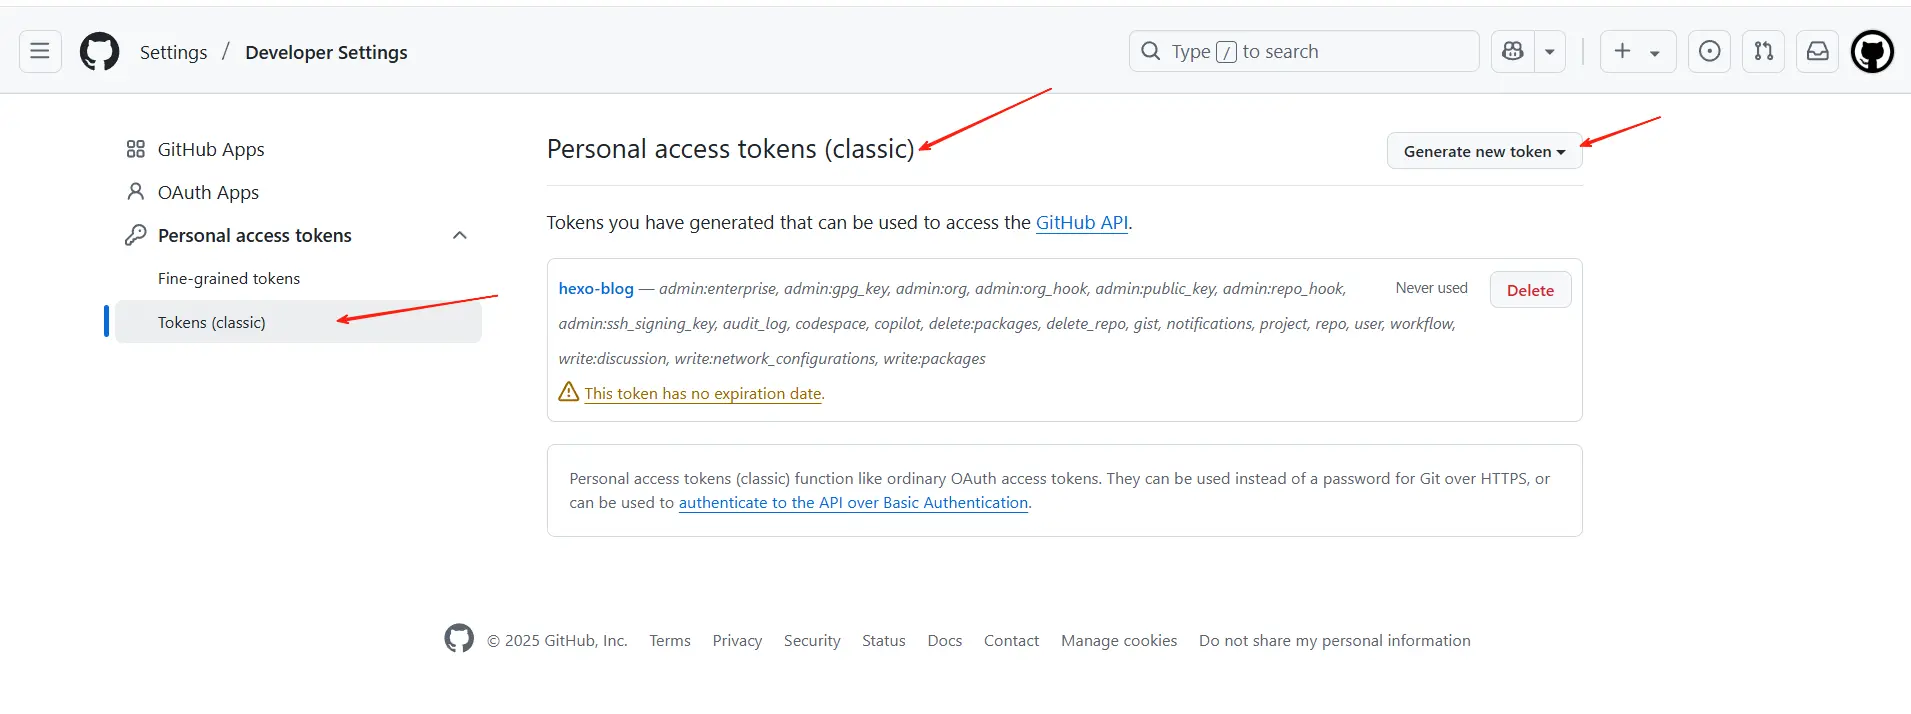 Settings / Developer Settings
Type / to search
GitHub Apps
OAuth Apps
Personal access tokens
Fine-grained tokens
Tokens (classic)
Personal access tokens (classic)
Generate new token
Tokens you have generated that can be used to access the GitHub API.
hexo-blog — admin:enterprise, admin:gpg_key, admin:org, admin:org_hook, admin:public_key, admin:repo_hook,
admin:ssh_signing_key, audit_log, codespace, copilot, delete:packages, delete_repo, gist, notifications, project, repo, user, workflow,
write:discussion, write:network_configurations, write:packages
Never used
Delete
This token has no expiration date.
Personal access tokens (classic) function like ordinary OAuth access tokens. They can be used instead of a password for Git over HTTPS, or
can be used to authenticate to the API over Basic Authentication.
© 2025 GitHub, Inc. Terms Privacy Security Status Docs Contact Manage cookies Do not share my personal information